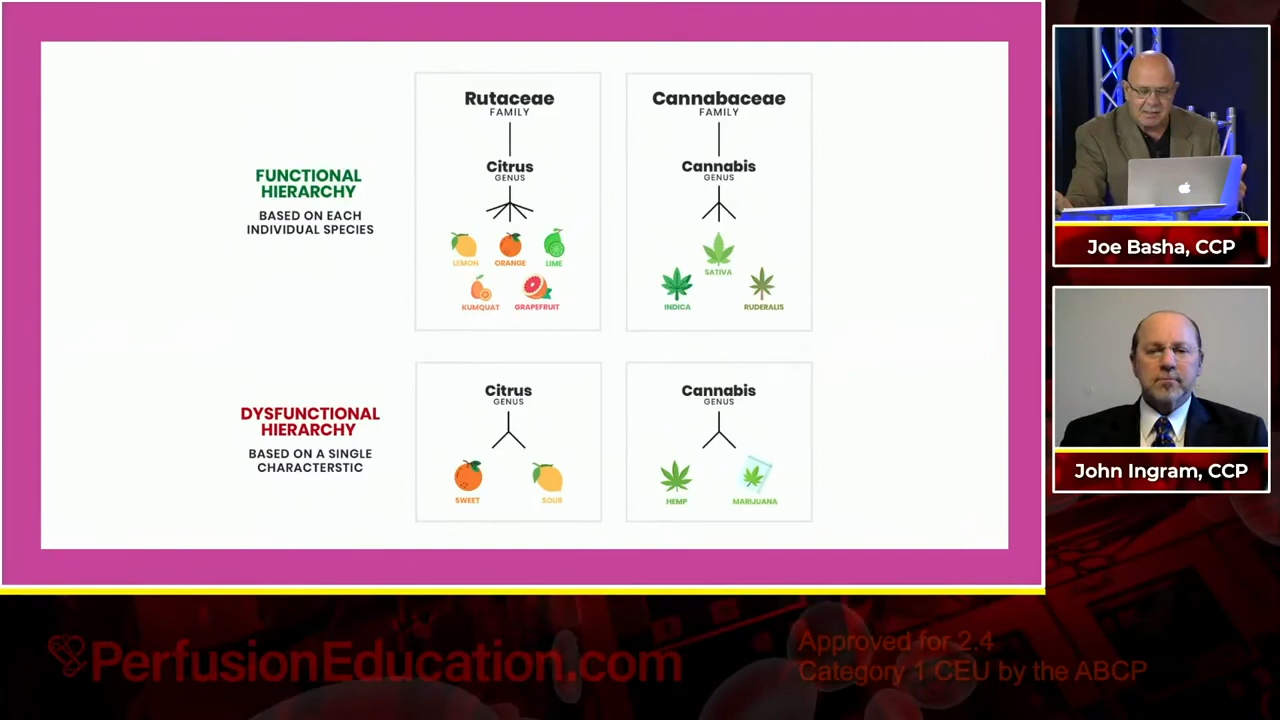 Rutaceae
FAMILY
Citrus
GENUS
LEMON ORANGE LIME
KUMQUAT GRAPEFRUIT
Cannabaceae
FAMILY
Cannabis
GENUS
SATIVA
INDICA RUDERALIS
FUNCTIONAL
HIERARCHY
BASED ON EACH
INDIVIDUAL SPECIES
DYSFUNCTIONAL
HIERARCHY
BASED ON A SINGLE
CHARACTERSTIC
Citrus
GENUS
SWEET SOUR
Cannabis
GENUS
HEMP MARIJUANA
Joe Basha, CCP
John Ingram, CCP
PerfusionEducation.com
Approved for 2.4
Category 1 CEU by the ABCP